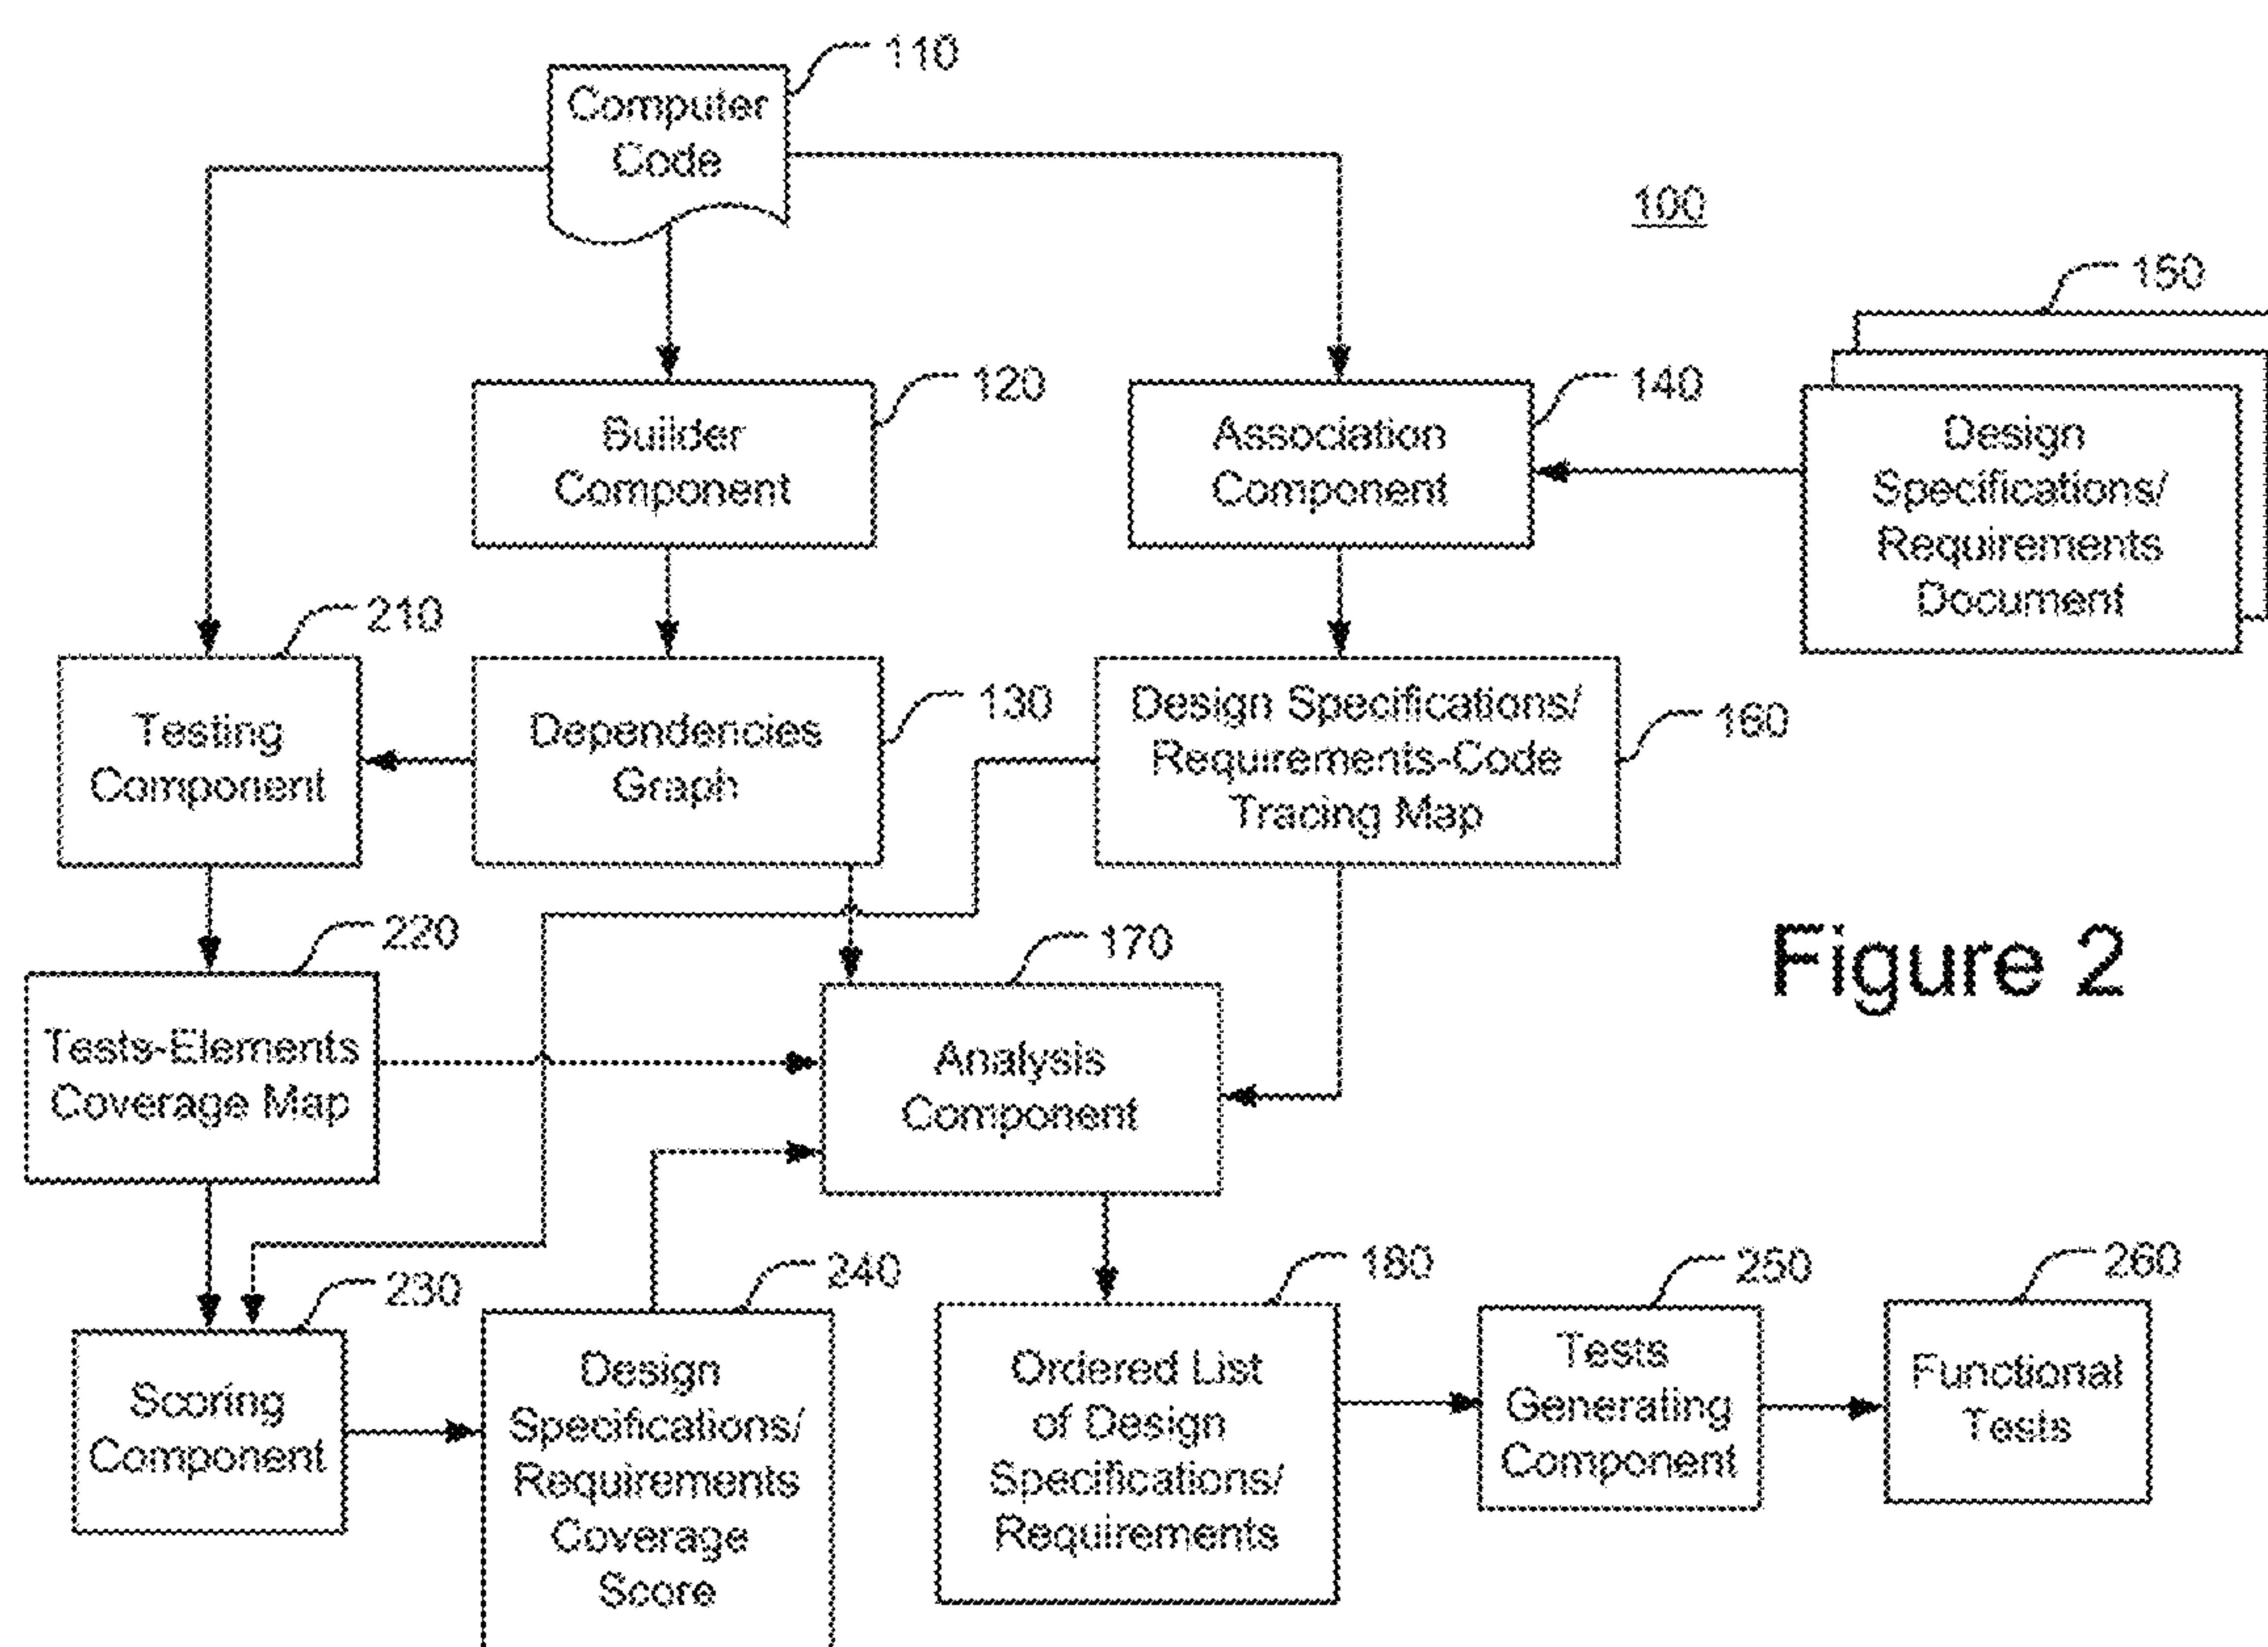 110
Computer
Code
100
150
120
140
Builder
Component
Association
Component
Design
Specifications/
Requirements
Document
210
130
160
Testing
Component
Dependencies
Graph
Design Specifications/
Requirements-Code
Tracing Map
220
170
Figure 2
Tests-Elements
Coverage Map
Analysis
Component
230
240
180
250
260
Scoring
Component
Design
Specifications/
Requirements
Coverage
Score
Ordered List
of Design
Specifications/
Requirements
Tests
Generating
Component
Functional
Tests